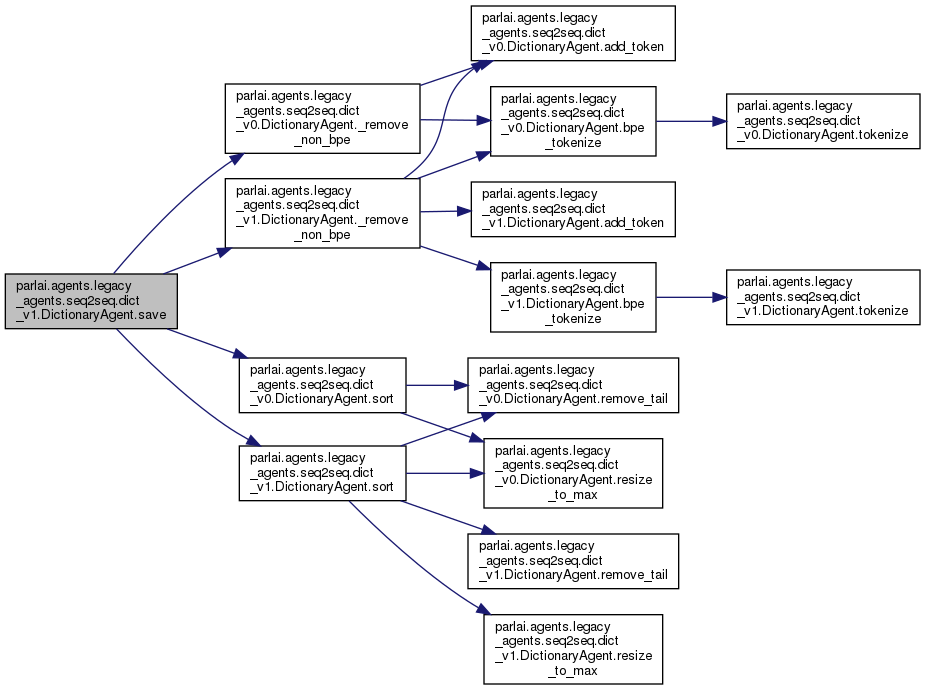 parlai.agents.legacy
_agents.seq2seq.dict
_v1.DictionaryAgent.save
parlai.agents.legacy
_agents.seq2seq.dict
_v0.DictionaryAgent._remove
_non_bpe
parlai.agents.legacy
_agents.seq2seq.dict
_v1.DictionaryAgent._remove
_non_bpe
parlai.agents.legacy
_agents.seq2seq.dict
_v0.DictionaryAgent.sort
parlai.agents.legacy
_agents.seq2seq.dict
_v1.DictionaryAgent.sort
parlai.agents.legacy
_agents.seq2seq.dict
_v0.DictionaryAgent.add_token
parlai.agents.legacy
_agents.seq2seq.dict
_v0.DictionaryAgent.bpe
_tokenize
parlai.agents.legacy
_agents.seq2seq.dict
_v1.DictionaryAgent.add_token
parlai.agents.legacy
_agents.seq2seq.dict
_v1.DictionaryAgent.bpe
_tokenize
parlai.agents.legacy
_agents.seq2seq.dict
_v0.DictionaryAgent.remove_tail
parlai.agents.legacy
_agents.seq2seq.dict
_v0.DictionaryAgent.resize
_to_max
parlai.agents.legacy
_agents.seq2seq.dict
_v1.DictionaryAgent.remove_tail
parlai.agents.legacy
_agents.seq2seq.dict
_v1.DictionaryAgent.resize
_to_max
parlai.agents.legacy
_agents.seq2seq.dict
_v0.DictionaryAgent.tokenize
parlai.agents.legacy
_agents.seq2seq.dict
_v1.DictionaryAgent.tokenize